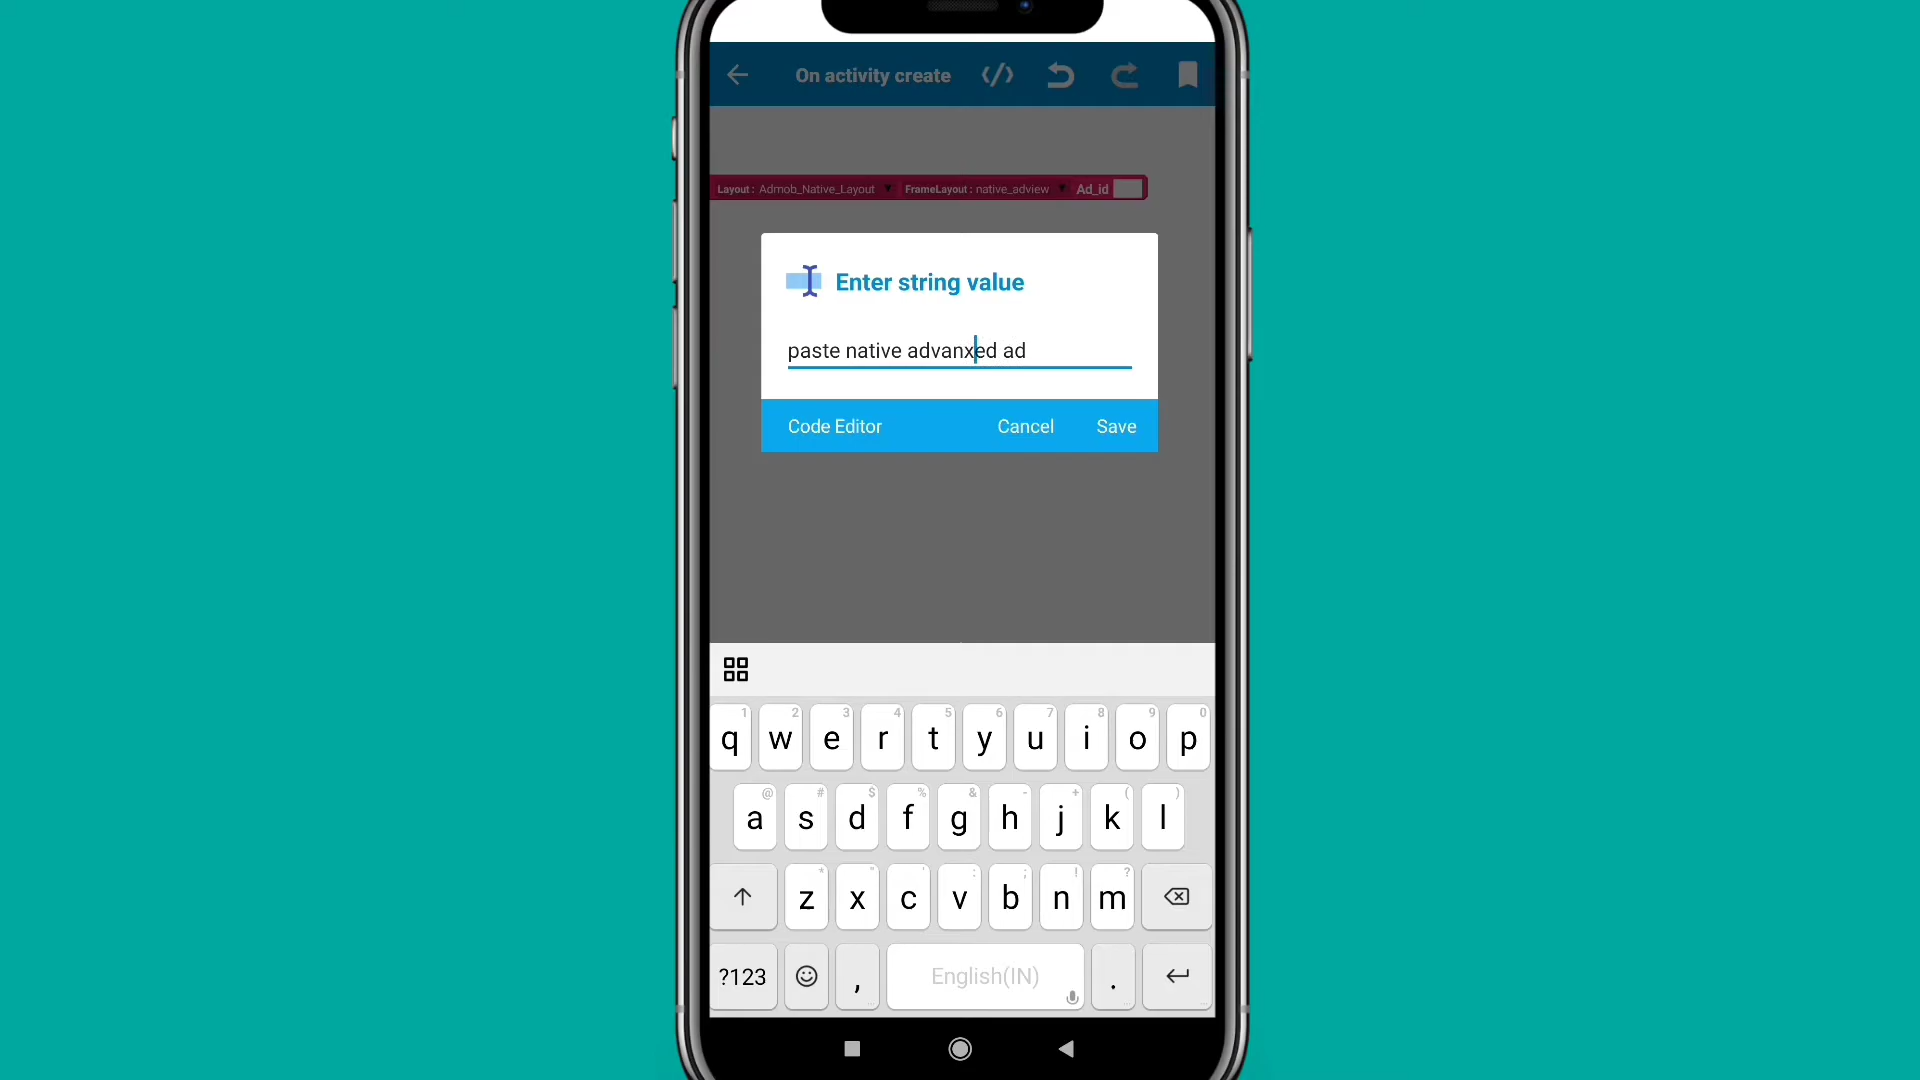 On activity create
Layout : Admob_Native_Layout FrameLayout : native_adview Ad_id
Enter string value
paste native advanxed ad
Code Editor Cancel Save
1 2 3 4 5 6 7 8 9 0
q w e r t y u i o p
@ # $ % & - + ( )
a s d f g h j k l
* " ' : ; ! ?
z x c v b n m
?123 , English(IN) .